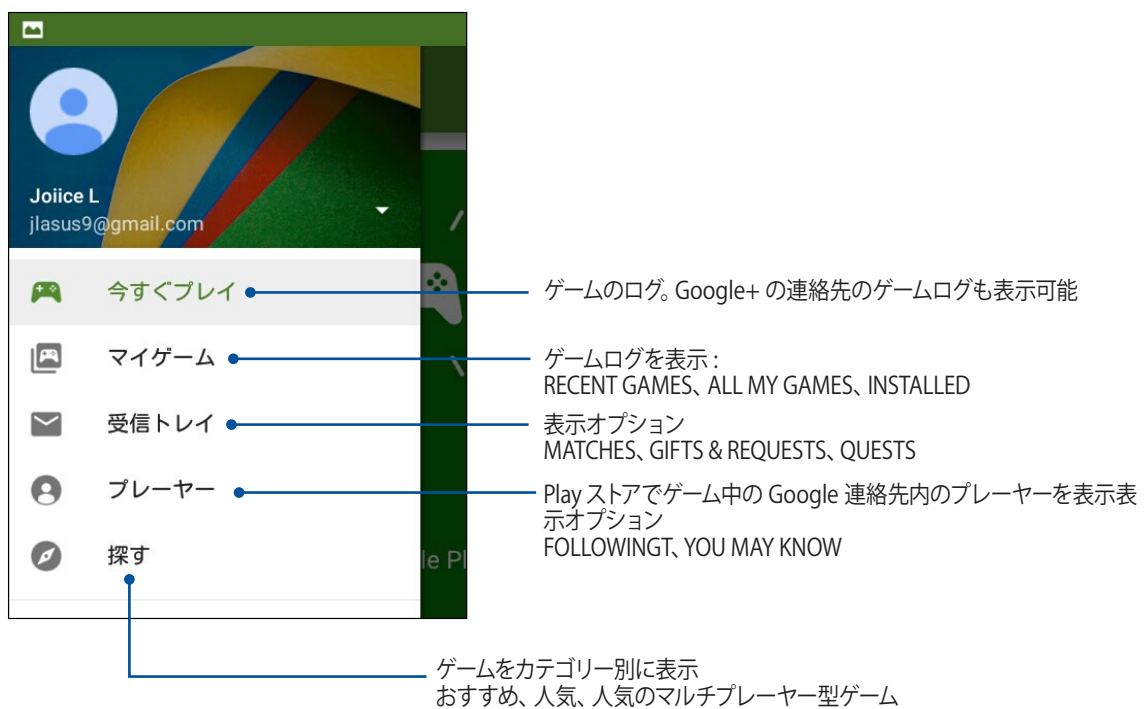 Joiice L
jlasus9@gmail.com
今すぐプレイ
ゲームのログ。Google+ の連絡先のゲームログも表示可能
マイゲーム
ゲームログを表示 :
RECENT GAMES、ALL MY GAMES、INSTALLED
受信トレイ
表示オプション
MATCHES、GIFTS & REQUESTS、QUESTS
プレーヤー
Play ストアでゲーム中の Google 連絡先内のプレーヤーを表示表
示オプション
FOLLOWINGT、YOU MAY KNOW
探す
le Pl
ゲームをカテゴリー別に表示
おすすめ、人気、人気のマルチプレーヤー型ゲーム